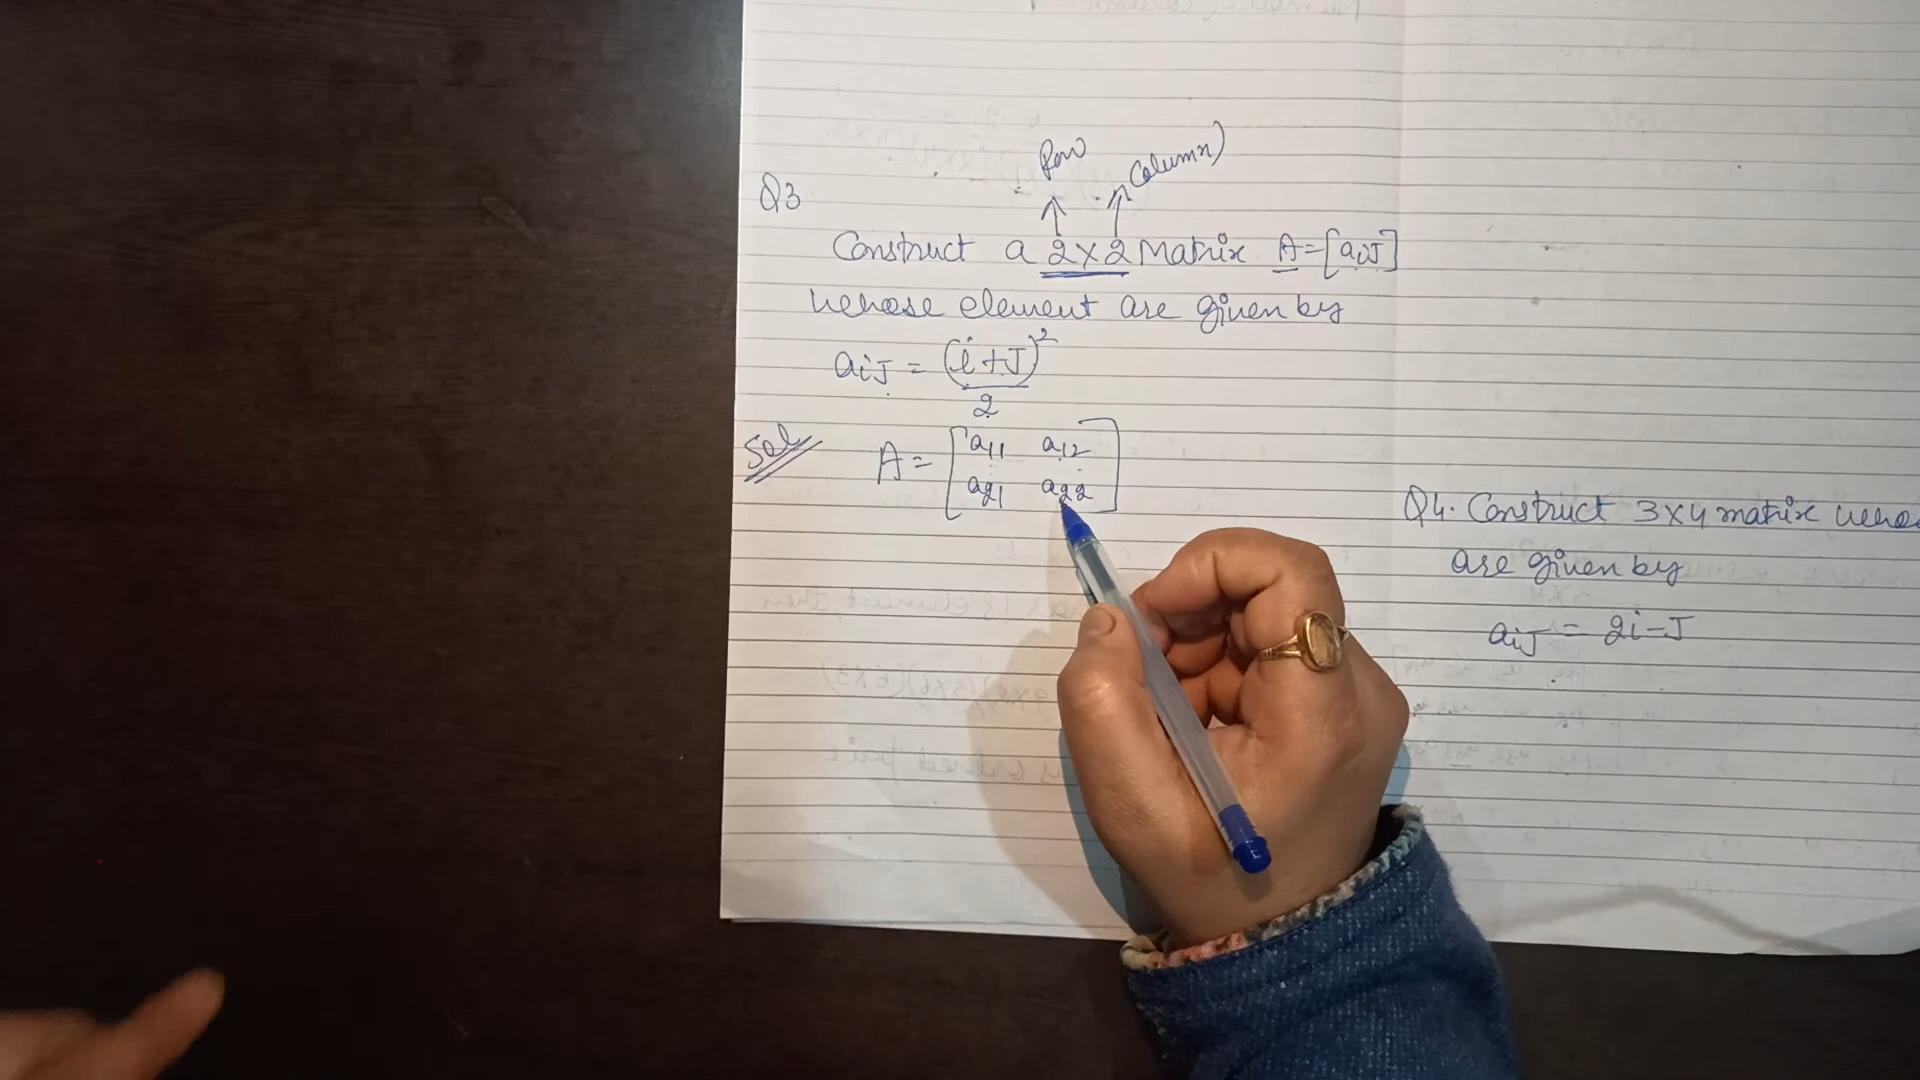 Row Column)
Q3
Construct a 2×2 Matrix A=[aiJ]
whose element are given by
aiJ = (i+J)²
2
Sol
A = [a11 a12
a21 a22]
Q4. Construct 3×4 matrix
are given by
aiJ = 2i-J